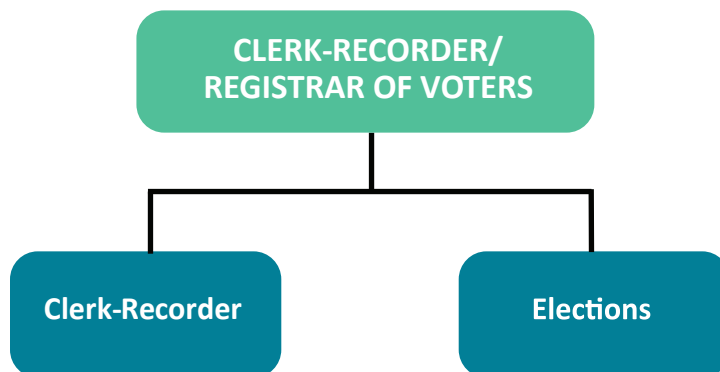 CLERK-RECORDER/
REGISTRAR OF VOTERS
Clerk-Recorder
Elections